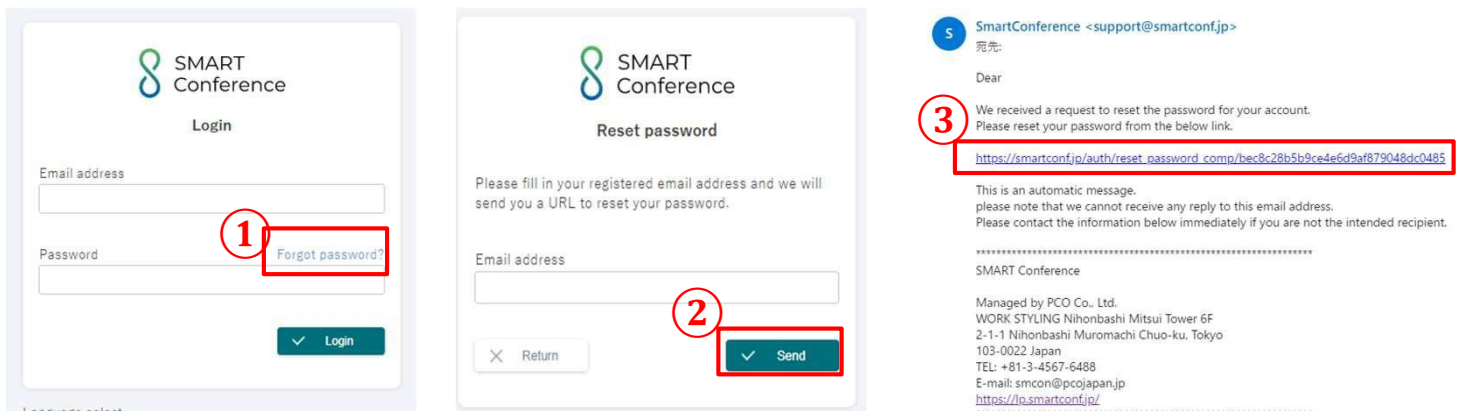 SMART
Conference
Login
Email address
①
Password
Forgot password?
Login
SMART
Conference
Reset password
Please fill in your registered email address and we will
send you a URL to reset your password.
Email address
②
Return
Send
S
SmartConference <support@smartconf.jp>
宛先:
Dear
③
We received a request to reset the password for your account.
Please reset your password from the below link.
https://smartconf.jp/auth/reset_password_comp/bec8c28b5b9ce4e6d9af879048dc0485
This is an automatic message.
please note that we cannot receive any reply to this email address.
Please contact the information below immediately if you are not the intended recipient.
SMART Conference
Managed by PCO Co., Ltd.
WORK STYLING Nihonbashi Mitsui Tower 6F
2-1-1 Nihonbashi Muromachi Chuo-ku, Tokyo
103-0022 Japan
TEL: +81-3-4567-6488
E-mail: smcon@pcojapan.jp
https://lp.smartconf.jp/